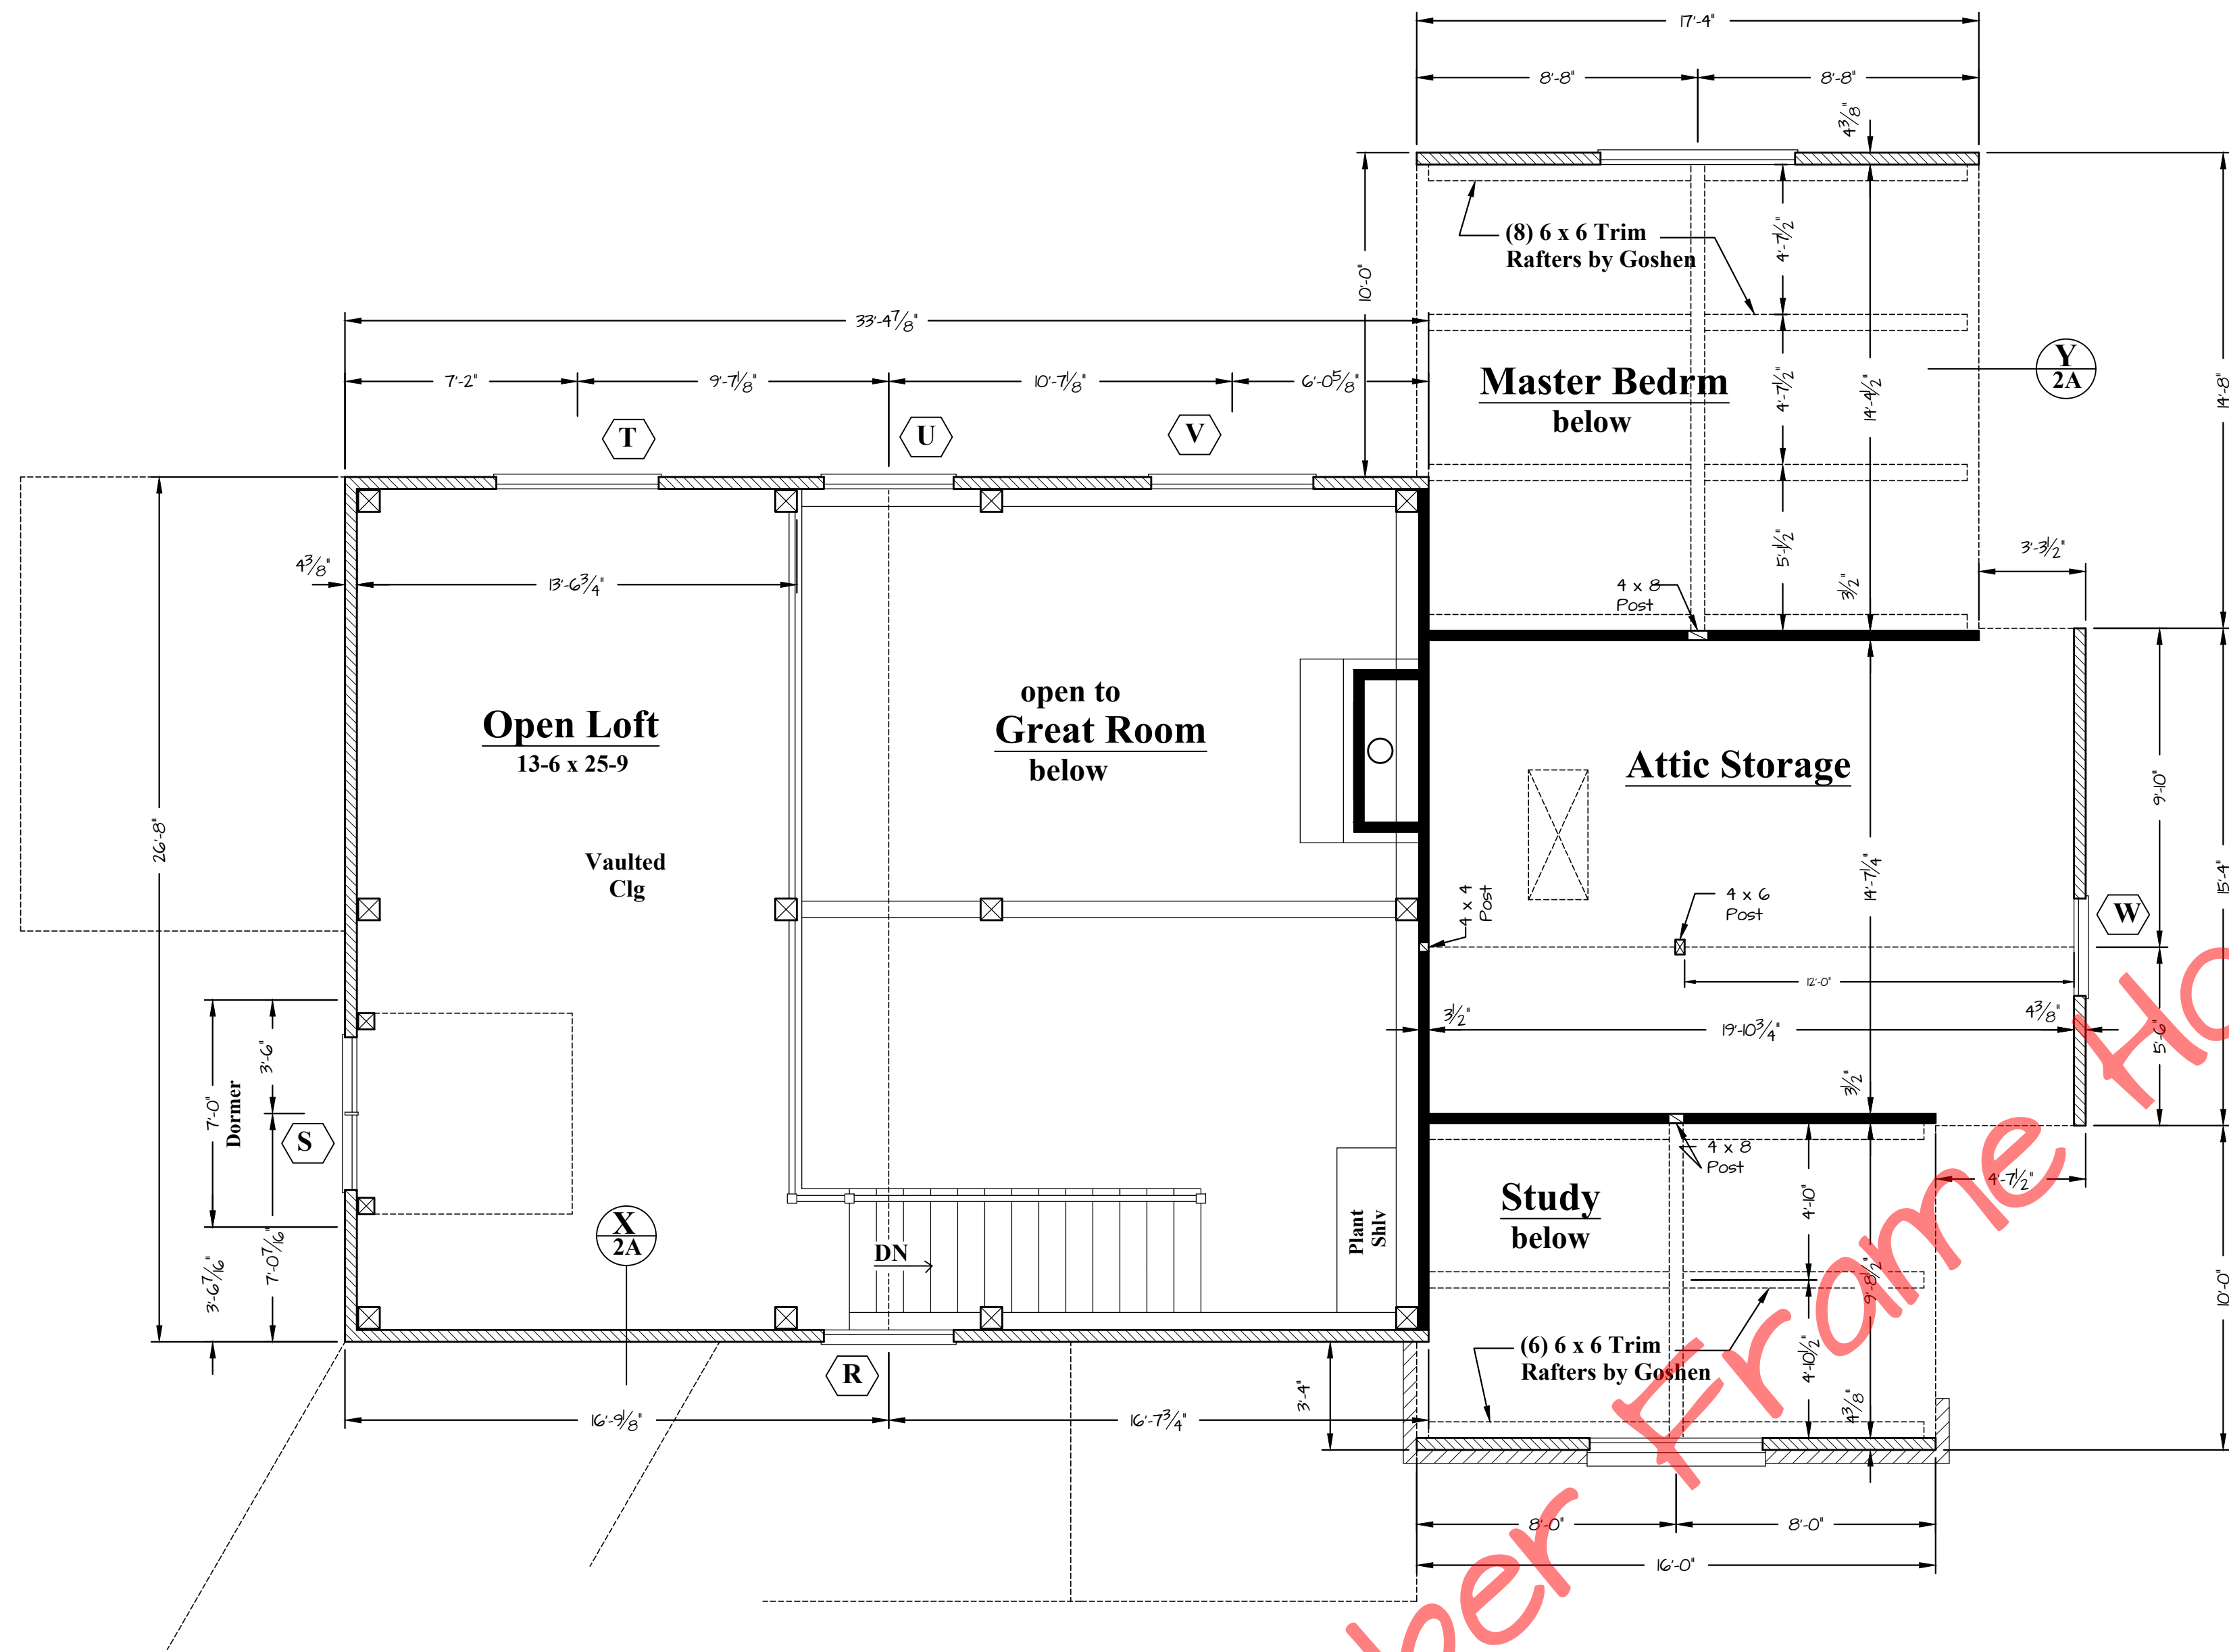 17'-4"
8'-8"
8'-8"
4 3/8"
10'-0"
(8) 6 x 6 Trim
Rafters by Goshen
4'-7 1/2"
14'-8"
33'-4 7/8"
7'-2"
9'-7 1/8"
10'-7 1/8"
6'-0 5/8"
Master Bedrm
below
4'-7 1/2"
14'-4 1/2"
Y
2A
T
U
V
4 3/8"
13'-6 3/4"
5'-1/2"
3 1/2"
3'-3 1/2"
4 x 8
Post
open to
Great Room
below
Open Loft
13-6 x 25-9
Attic Storage
9'-10"
26'-8"
Vaulted
Clg
4 x 4
Post
4 x 6
Post
14'-7 1/4"
15'-4"
W
12'-0"
3 1/2"
19'-10 3/4"
4 3/8"
5'-6"
3'-6"
7'-0"
Dormer
S
3 1/2"
4 x 8
Post
4'-7 1/2"
Study
below
4'-10"
X
2A
DN
Plant
Shlv
3'-6 7/16"
7'-0 7/16"
9'-8 1/2"
10'-0"
(6) 6 x 6 Trim
Rafters by Goshen
4'-10 1/2"
R
3'-4"
4 3/8"
16'-9 1/8"
16'-7 3/4"
8'-0"
8'-0"
16'-0"
ber Frame Ho